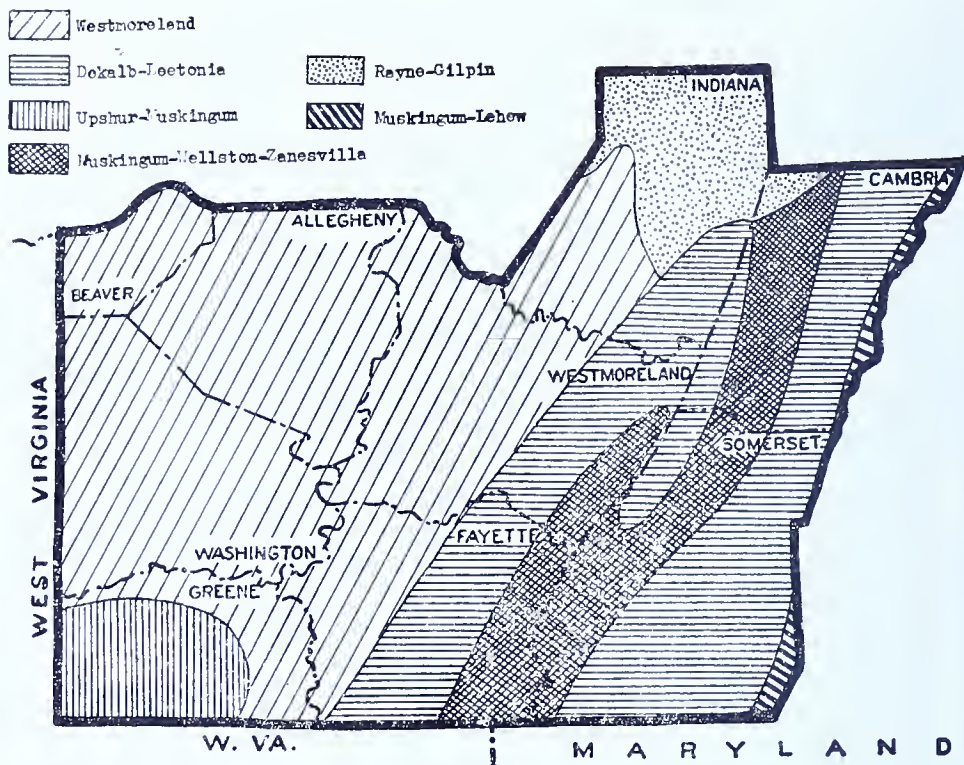 Westmoreland
Dekalb-Leetonia
Upshur-Muskingum
Muskingum-Wellston-Zanesvilla
Rayne-Gilpin
Muskingum-Lehew
INDIANA
CAMBRIA
ALLEGHENY
BEAVER
WESTMORELAND
SOMERSET
FAYETTE
WASHINGTON
GREENE
WEST VIRGINIA
W. VA.
MARYLAND